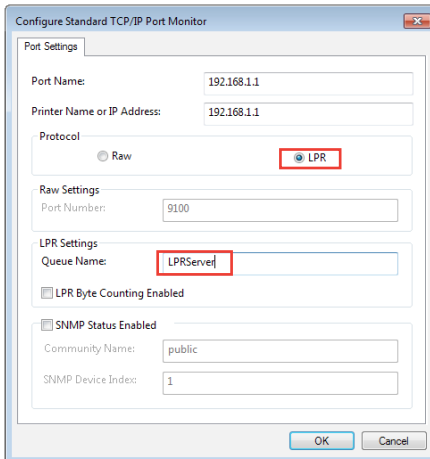 Configure Standard TCP/IP Port Monitor
Port Settings
Port Name: 192.168.1.1
Printer Name or IP Address: 192.168.1.1
Protocol
Raw LPR
Raw Settings
Port Number: 9100
LPR Settings
Queue Name: LPRServer
LPR Byte Counting Enabled
SNMP Status Enabled
Community Name: public
SNMP Device Index: 1
OK Cancel